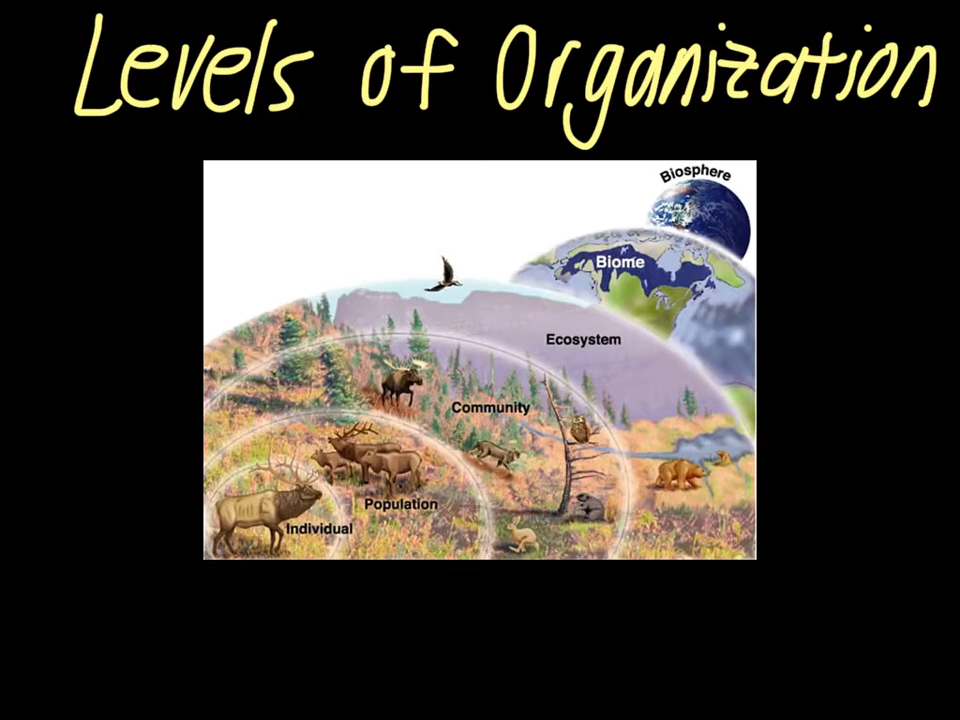 Levels of Organization
Biosphere
Biome
Ecosystem
Community
Population
Individual